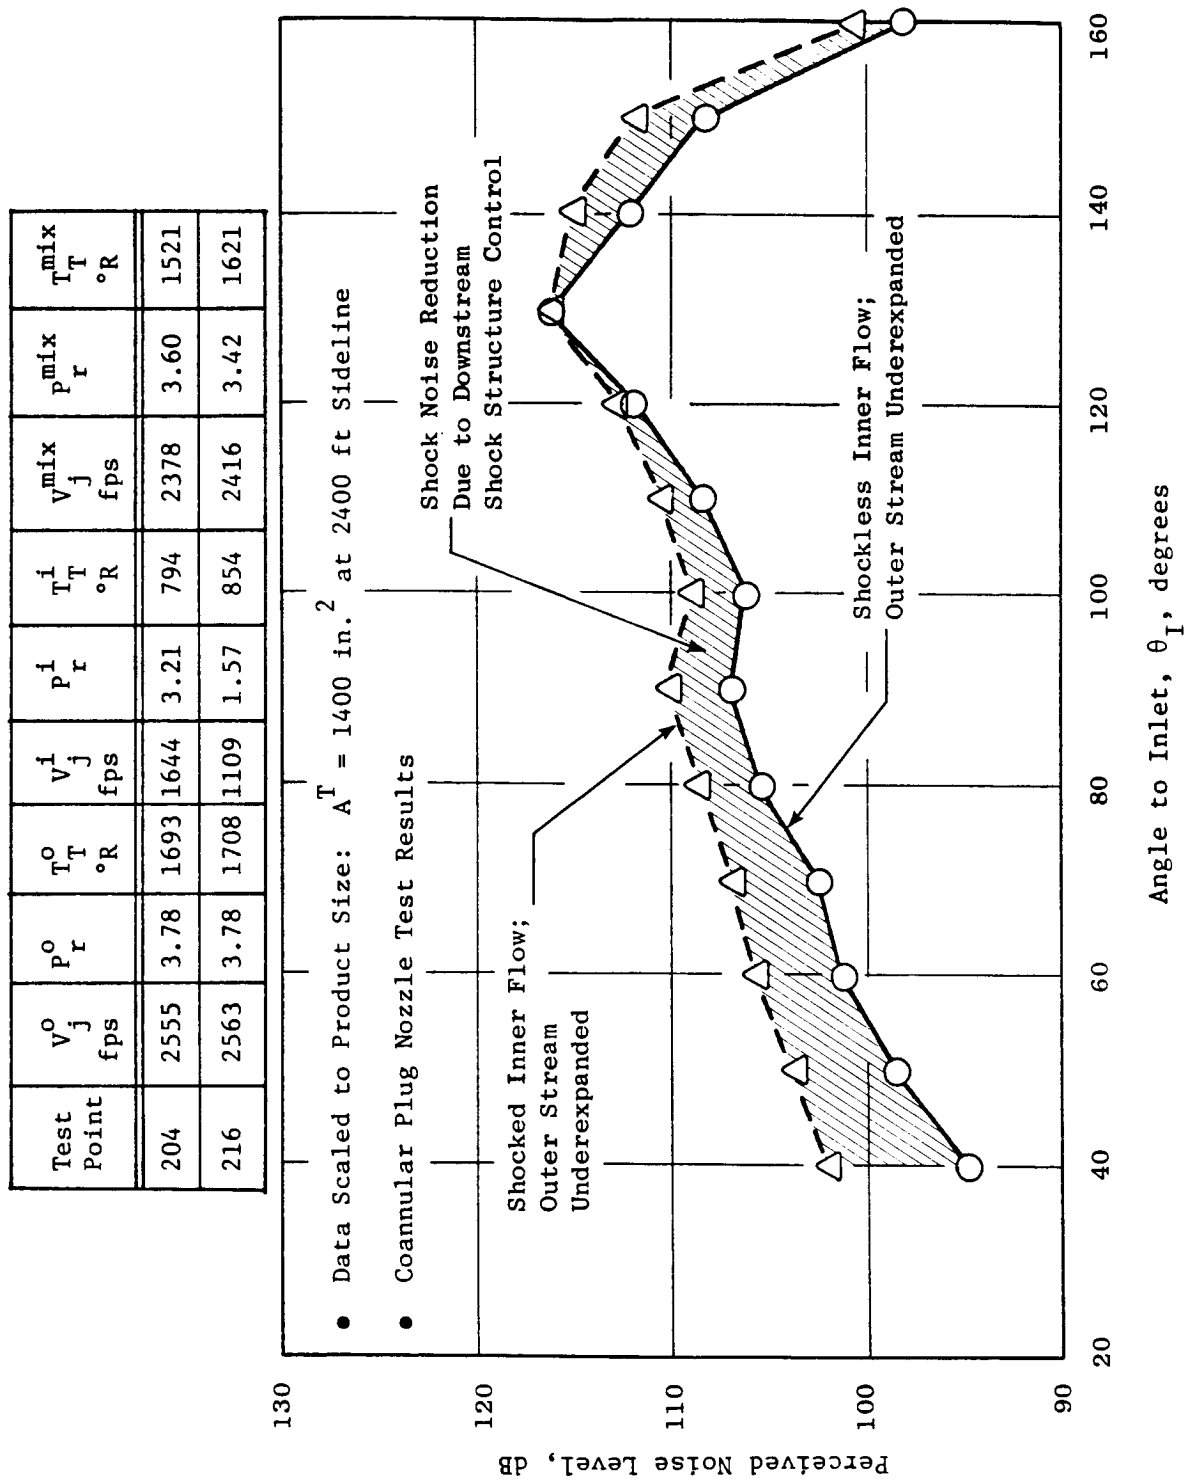 Test Point | V_j^o fps | P_r^o | T_T^o °R | V_j^i fps | P_r^i | T_T^i °R | V_j^mix fps | P_r^mix | T_T^mix °R
204 | 2555 | 3.78 | 1693 | 1644 | 3.21 | 794 | 2378 | 3.60 | 1521
216 | 2563 | 3.78 | 1708 | 1109 | 1.57 | 854 | 2416 | 3.42 | 1621
● Data Scaled to Product Size: A^T = 1400 in.^2 at 2400 ft Sideline
● Coannular Plug Nozzle Test Results
Shock Noise Reduction
Due to Downstream
Shock Structure Control
Shocked Inner Flow;
Outer Stream
Underexpanded
Shockless Inner Flow;
Outer Stream Underexpanded
Perceived Noise Level, dB
130
120
110
100
90
20 40 60 80 100 120 140 160
Angle to Inlet, θ_I, degrees